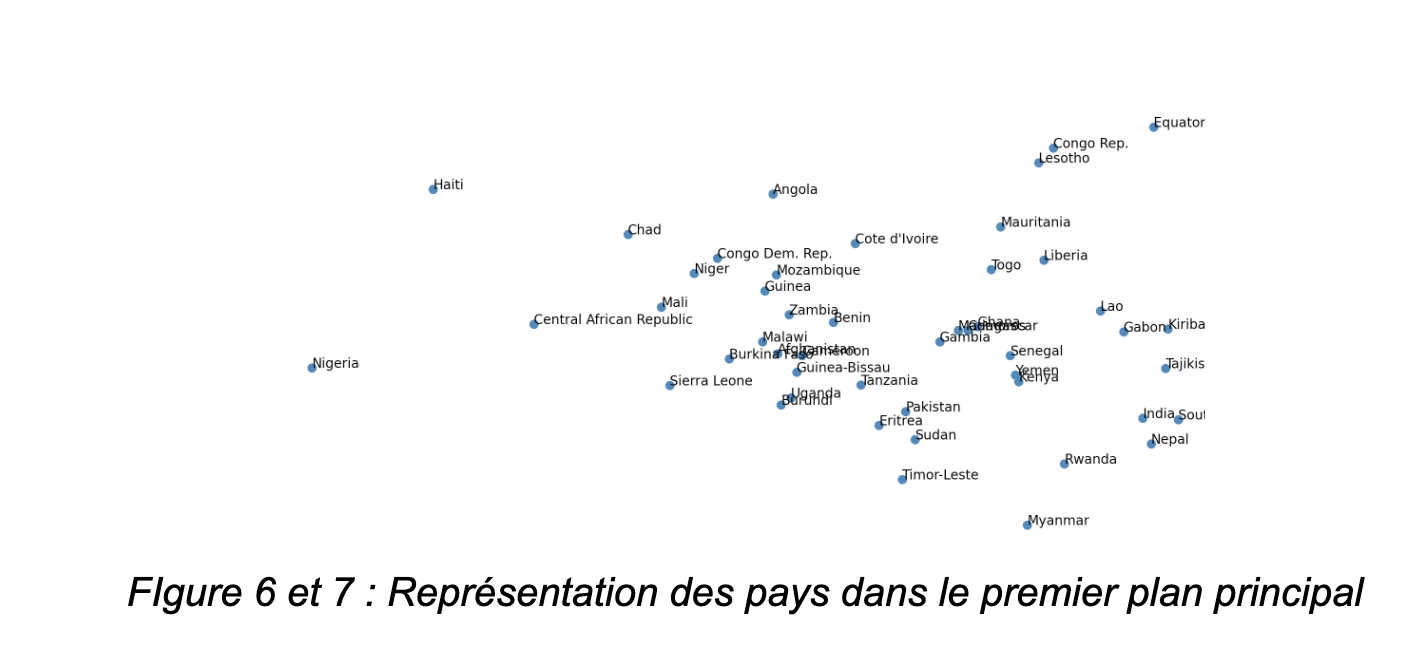 Equator
Congo Rep.
Lesotho
Haiti
Angola
Mauritania
Chad
Cote d'Ivoire
Congo Dem. Rep.
Liberia
Niger
Togo
Mozambique
Guinea
Mali
Lao
Zambia
Benin
Central African Republic
Ghana
Gabon
Kiriba
Malawi
Gambia
Afghanistan
Cameroon
Senegal
Burkina Faso
Nigeria
Guinea-Bissau
Tajikis
Yemen
Kenya
Sierra Leone
Tanzania
Uganda
Burundi
Pakistan
India
Sout
Eritrea
Sudan
Nepal
Rwanda
Timor-Leste
Myanmar
FIgure 6 et 7 : Représentation des pays dans le premier plan principal